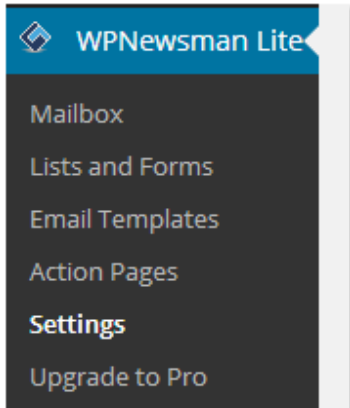 WPNewsman Lite
Mailbox
Lists and Forms
Email Templates
Action Pages
Settings
Upgrade to Pro